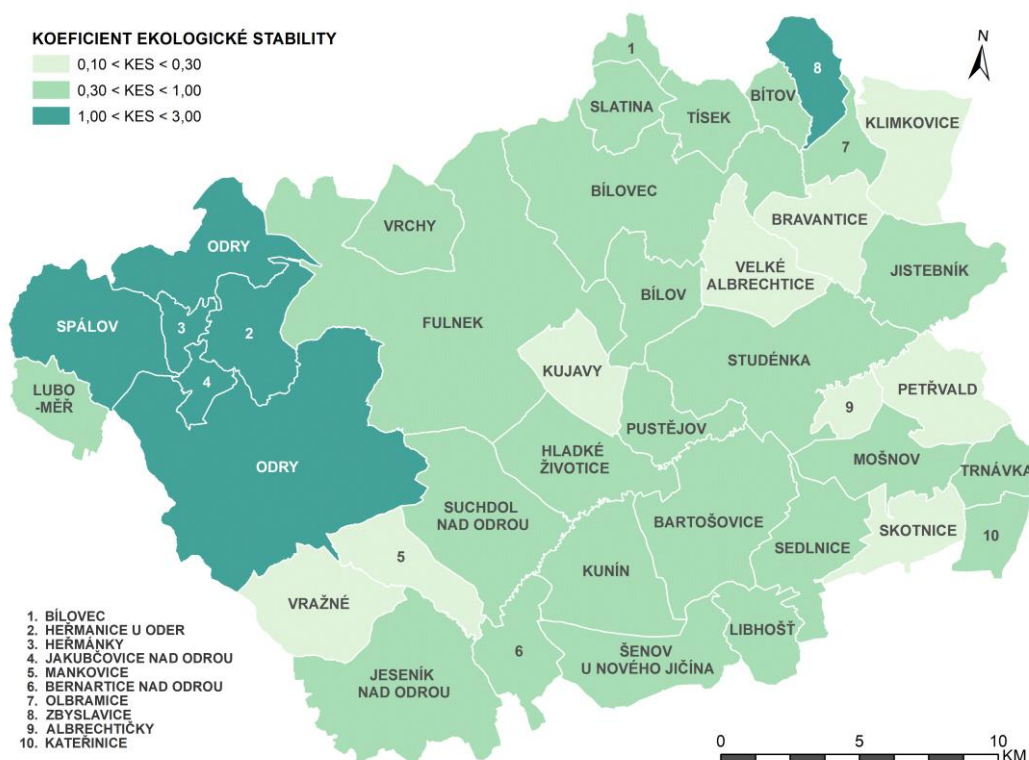 KOEFICIENT EKOLOGICKÉ STABILITY
0,10 < KES < 0,30
0,30 < KES < 1,00
1,00 < KES < 3,00
N
1
8
SLATINA
TÍSEK
BÍTOV
KLIMKOVICE
7
BÍLOVEC
BRAVANTICE
VRCHY
ODRY
VELKÉ
ALBRECHTICE
JISTEBNÍK
BÍLOV
SPÁLOV
3
2
FULNEK
STUDÉNKA
KUJAVY
4
LUBO
-MĚŘ
PETŘVALD
9
PUSTĚJOV
HLADKÉ
ŽIVOTICE
ODRY
MOŠNOV
TRNÁVKA
SUCHDOL
NAD ODROU
BARTOŠOVICE
SKOTNICE
10
SEDLNICE
5
KUNÍN
VRAŽNÉ
LIBHOŠŤ
6
ŠENOV
U NOVÉHO JIČÍNA
JESENÍK
NAD ODROU
1. BÍLOVEC
2. HEŘMANICE U ODER
3. HEŘMÁNKY
4. JAKUBČOVICE NAD ODROU
5. MANKOVICE
6. BERNARTICE NAD ODROU
7. OLBRAMICE
8. ZBYSLAVICE
9. ALBRECHTIČKY
10. KATEŘINICE
0 5 10
KM